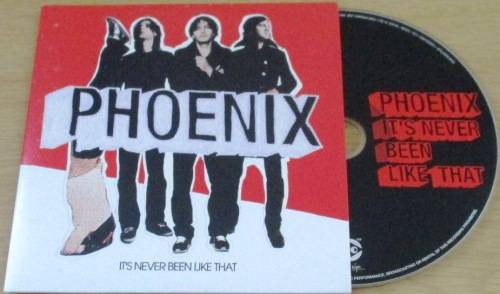 PHOENIX
IT'S NEVER BEEN LIKE THAT
PHOENIX
IT'S NEVER
BEEN
LIKE THAT